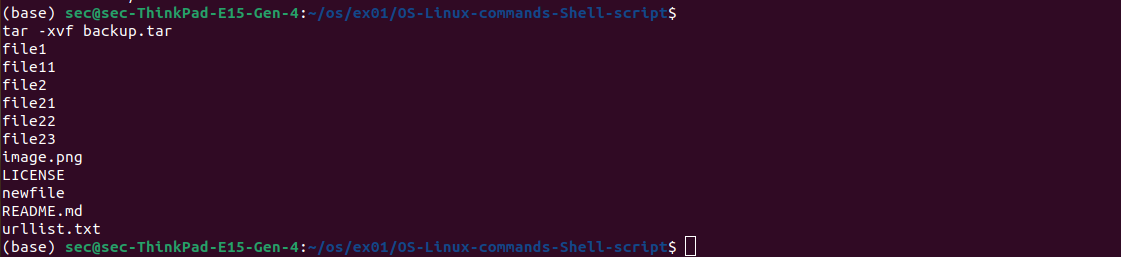 (base) sec@sec-ThinkPad-E15-Gen-4:~/os/ex01/OS-Linux-commands-Shell-script$
tar -xvf backup.tar
file1
file11
file2
file21
file22
file23
image.png
LICENSE
newfile
README.md
urllist.txt
(base) sec@sec-ThinkPad-E15-Gen-4:~/os/ex01/OS-Linux-commands-Shell-script$